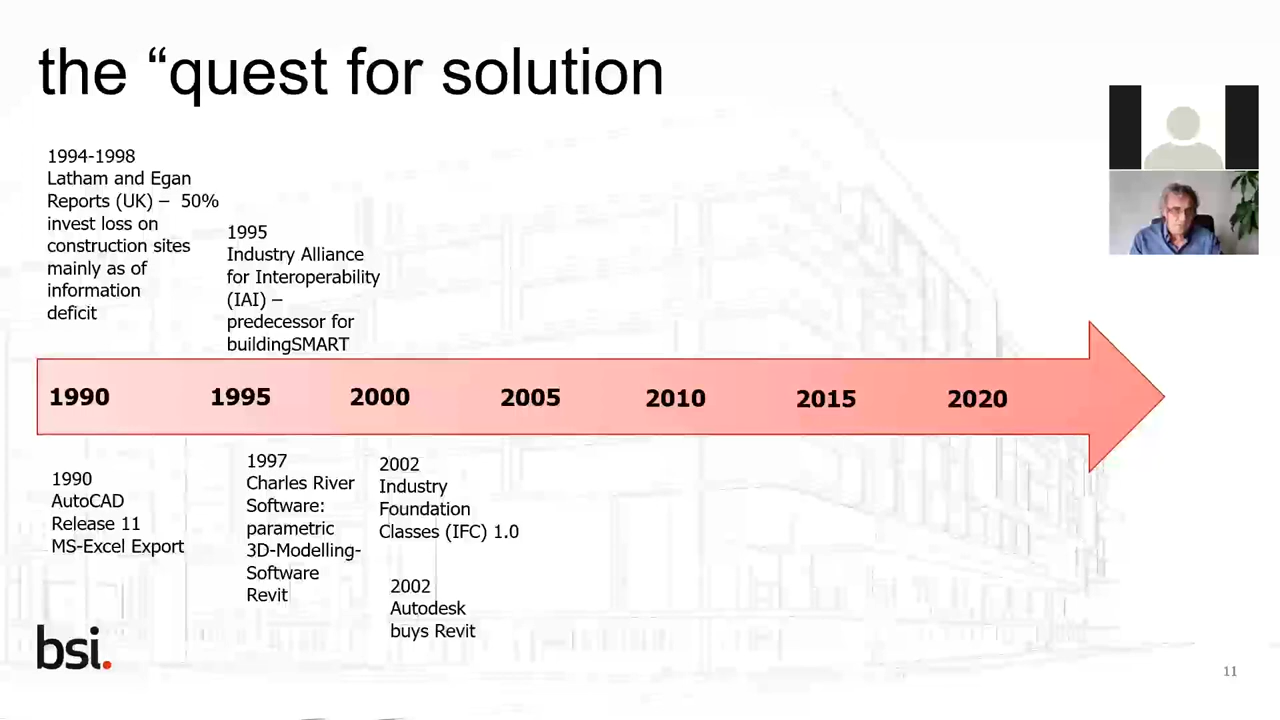 the “quest for solution
1994-1998
Latham and Egan
Reports (UK) – 50%
invest loss on
construction sites
mainly as of
information
deficit
1995
Industry Alliance
for Interoperability
(IAI) –
predecessor for
buildingSMART
1990 1995 2000 2005 2010 2015 2020
1990
AutoCAD
Release 11
MS-Excel Export
1997
Charles River
Software:
parametric
3D-Modelling-
Software
Revit
2002
Industry
Foundation
Classes (IFC) 1.0
2002
Autodesk
buys Revit
bsi.
11